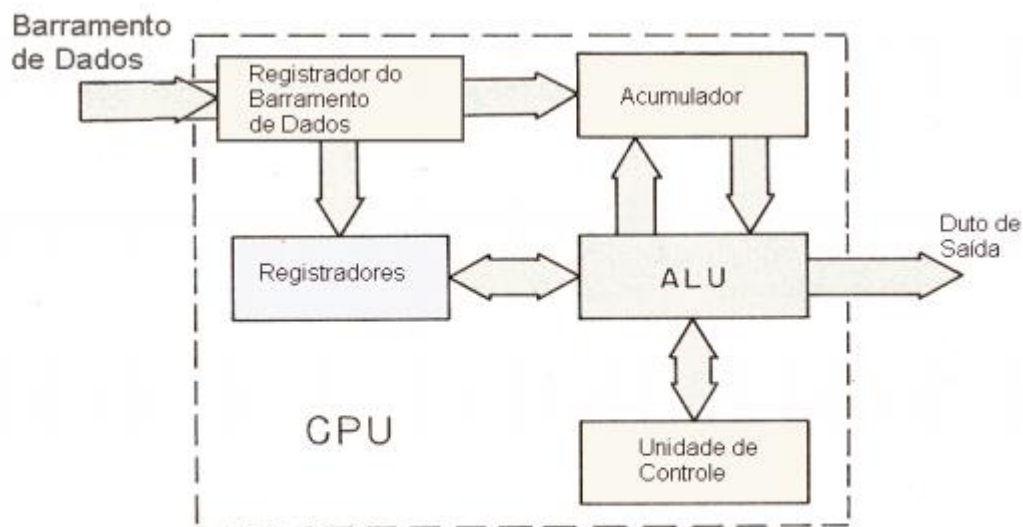 Barramento
de Dados
Registrador do
Barramento
de Dados
Acumulador
Registradores
ALU
Duto de
Saída
CPU
Unidade de
Controle